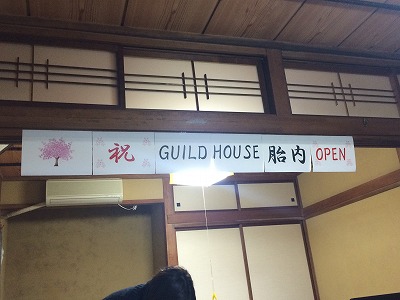 祝 GUILD HOUSE 胎内 OPEN